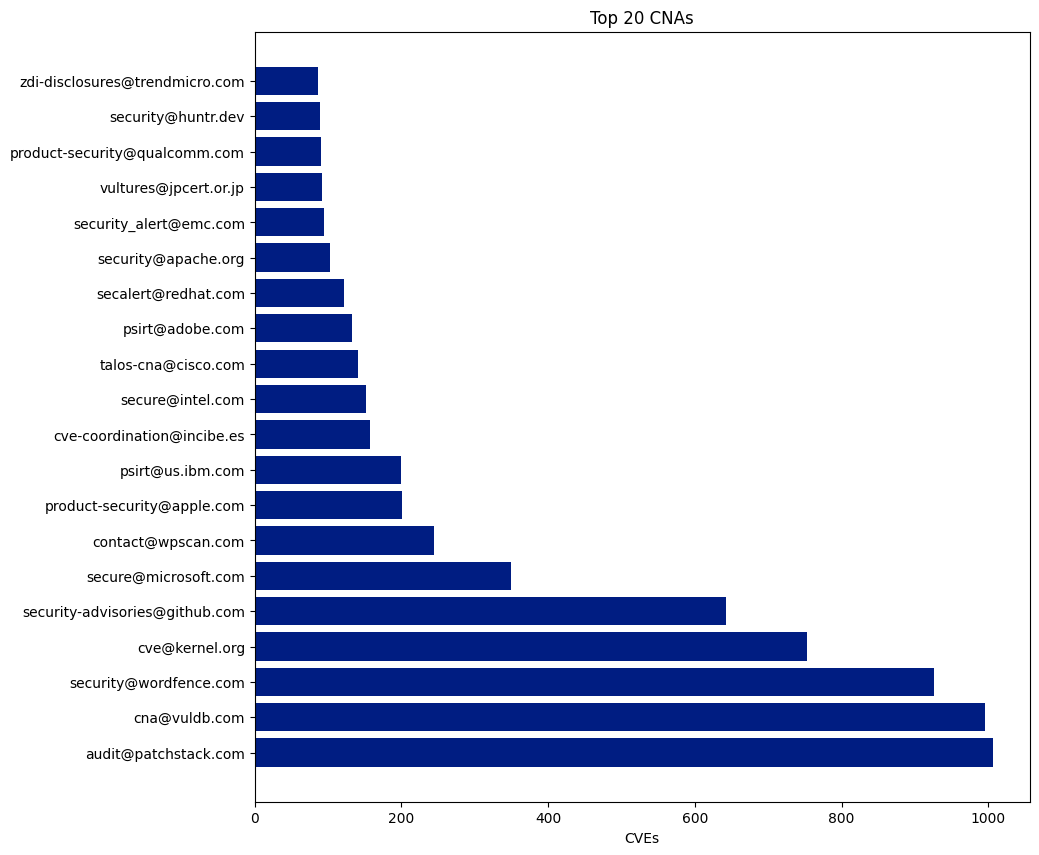 Top 20 CNAs
zdi-disclosures@trendmicro.com
security@huntr.dev
product-security@qualcomm.com
vultures@jpcert.or.jp
security_alert@emc.com
security@apache.org
secalert@redhat.com
psirt@adobe.com
talos-cna@cisco.com
secure@intel.com
cve-coordination@incibe.es
psirt@us.ibm.com
product-security@apple.com
contact@wpscan.com
secure@microsoft.com
security-advisories@github.com
cve@kernel.org
security@wordfence.com
cna@vuldb.com
audit@patchstack.com
0 200 400 600 800 1000
CVEs